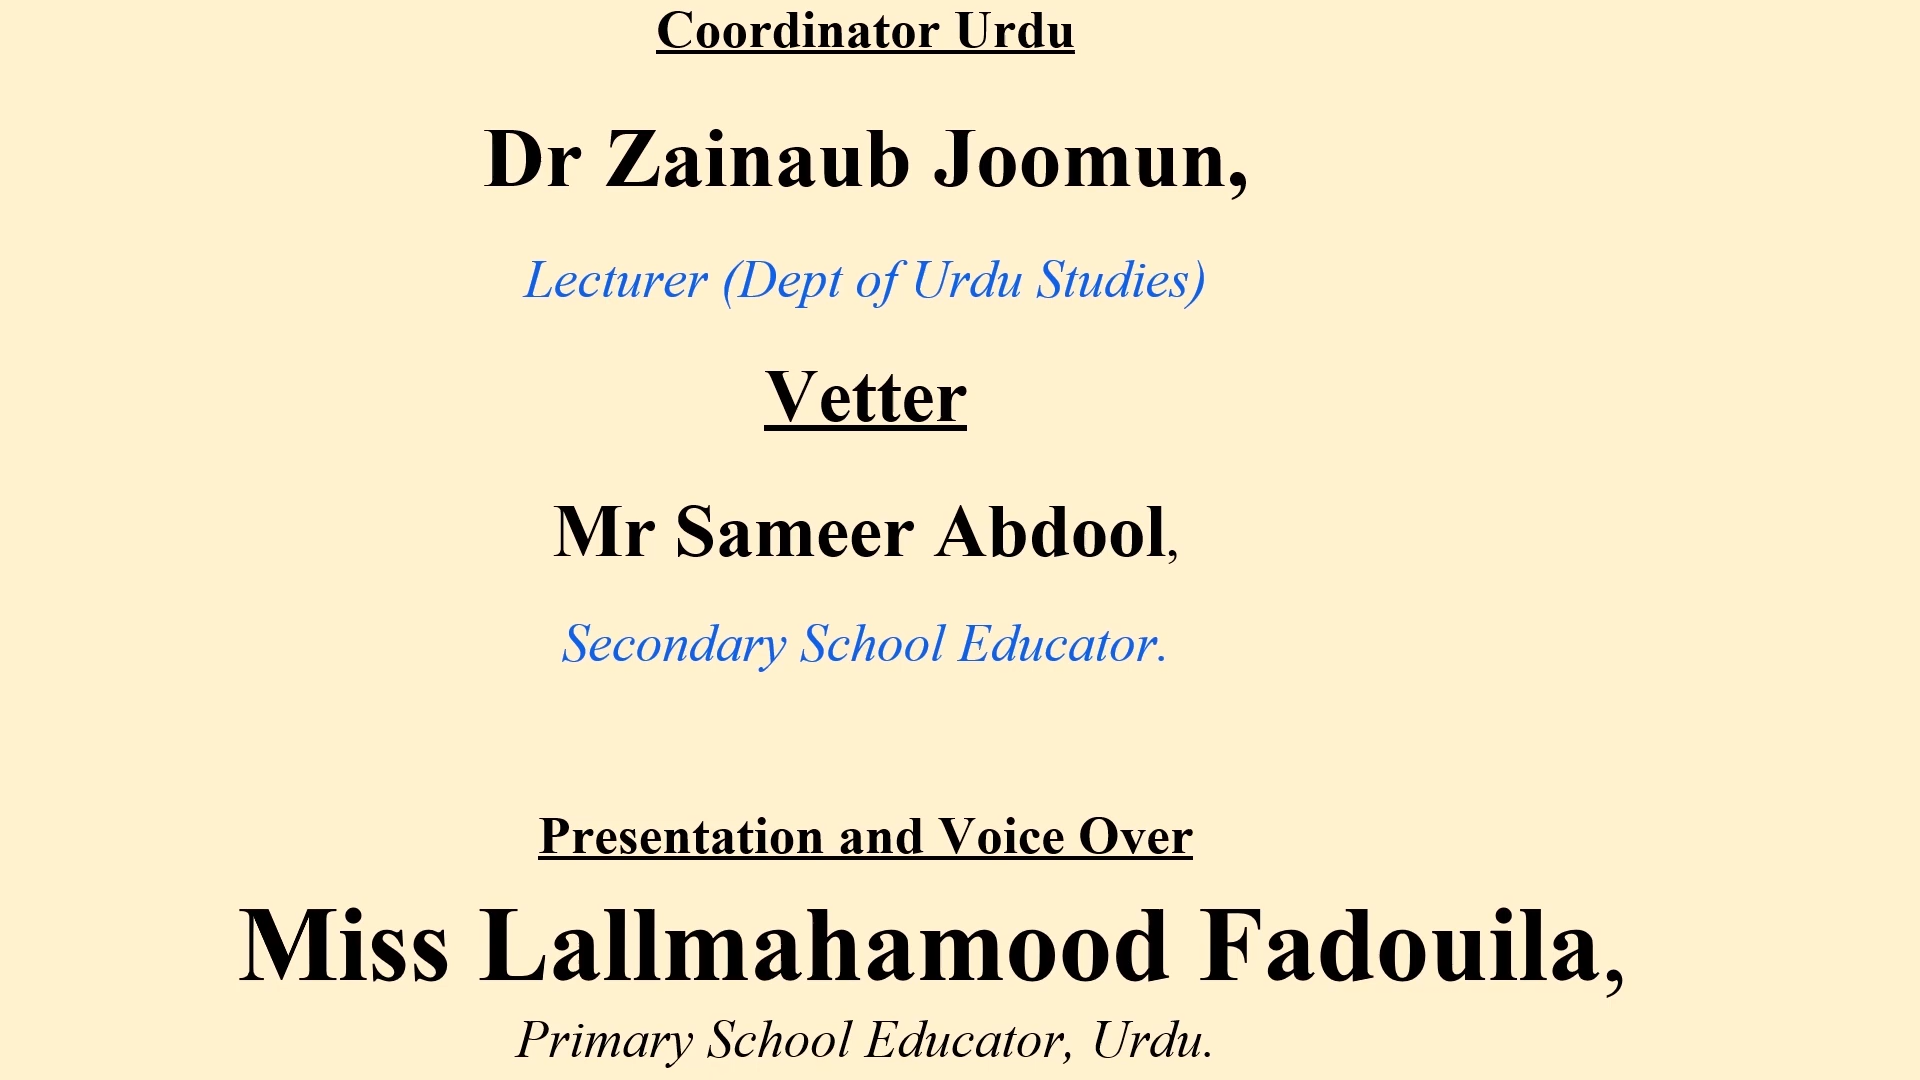 Coordinator Urdu
Dr Zainaub Joomun,
Lecturer (Dept of Urdu Studies)
Vetter
Mr Sameer Abdool,
Secondary School Educator.
Presentation and Voice Over
Miss Lallmahamood Fadouila,
Primary School Educator, Urdu.